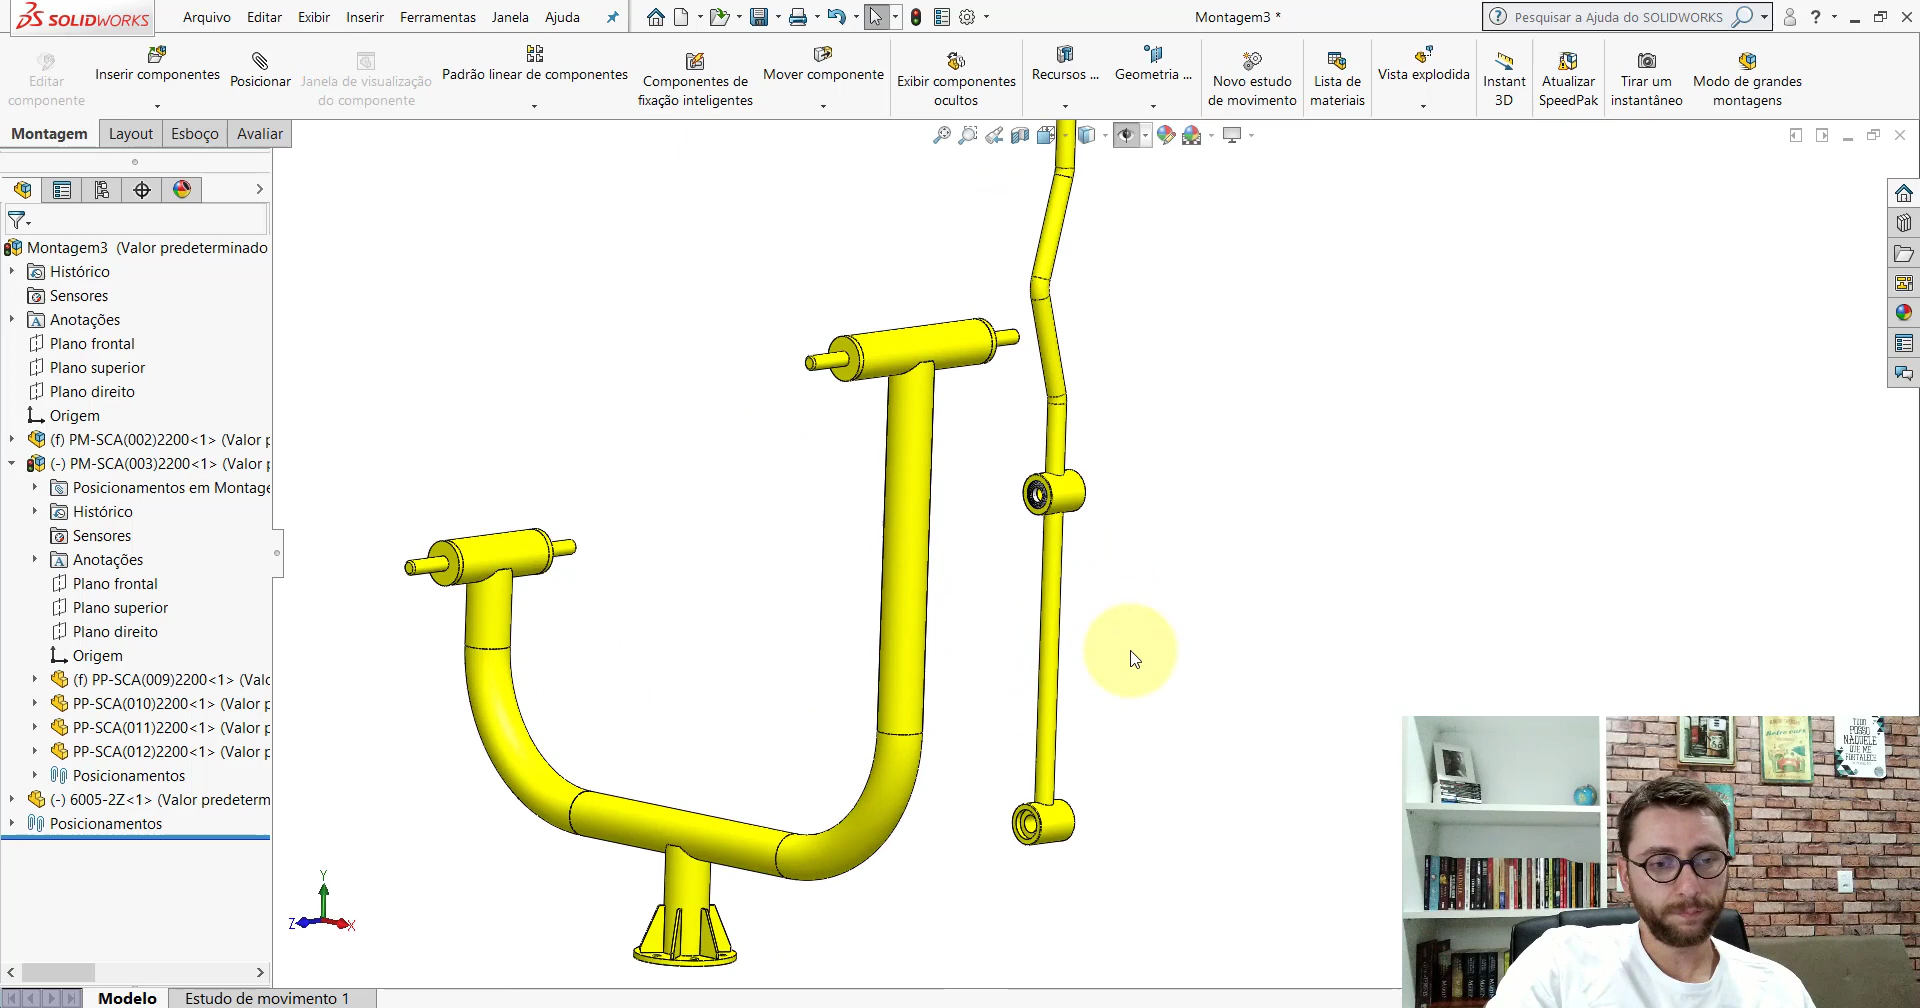 SOLIDWORKS
Arquivo Editar Exibir Inserir Ferramentas Janela Ajuda
Montagem3 *
Pesquisar a Ajuda do SOLIDWORKS
Editar componente
Inserir componentes
Posicionar
Janela de visualização do componente
Padrão linear de componentes
Componentes de fixação inteligentes
Mover componente
Exibir componentes ocultos
Recursos ...
Geometria ...
Novo estudo de movimento
Lista de materiais
Vista explodida
Instant 3D
Atualizar SpeedPak
Tirar um instantâneo
Modo de grandes montagens
Montagem Layout Esboço Avaliar
Montagem3 (Valor predeterminado
Histórico
Sensores
A Anotações
Plano frontal
Plano superior
Plano direito
Origem
(f) PM-SCA(002)2200<1> (Valor p
(-) PM-SCA(003)2200<1> (Valor p
Posicionamentos em Montage
Histórico
Sensores
A Anotações
Plano frontal
Plano superior
Plano direito
Origem
(f) PP-SCA(009)2200<1> (Valo
PP-SCA(010)2200<1> (Valor p
PP-SCA(011)2200<1> (Valor p
PP-SCA(012)2200<1> (Valor p
Posicionamentos
(-) 6005-2Z<1> (Valor predeterm
Posicionamentos
Y
Z X
Modelo Estudo de movimento 1
TUDO
POSSO
NAQUELE
QUE ME
FORTALECE